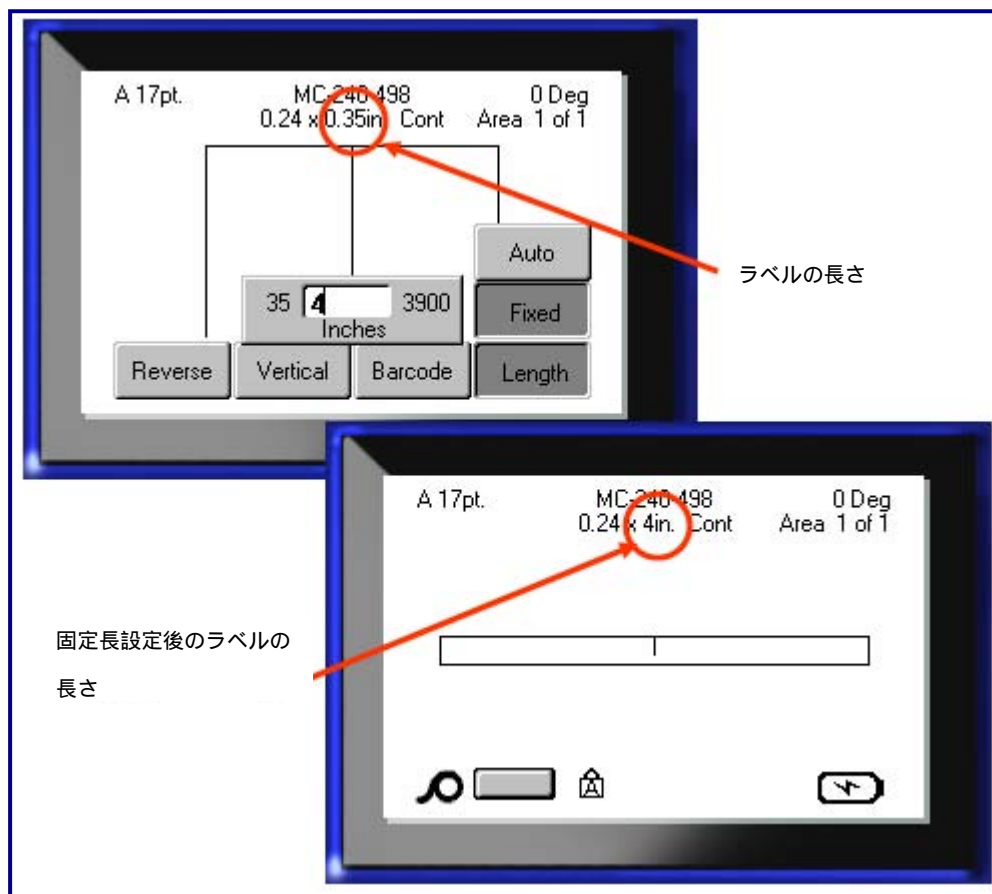 A 17pt. MC-240-498 0 Deg
0.24 x 0.35in. Cont Area 1 of 1
ラベルの長さ
Auto
35 4 3900 Fixed
Inches
Reverse Vertical Barcode Length
A 17pt. MC-240-498 0 Deg
0.24 x 4in. Cont Area 1 of 1
固定長設定後のラベルの
長さ
A